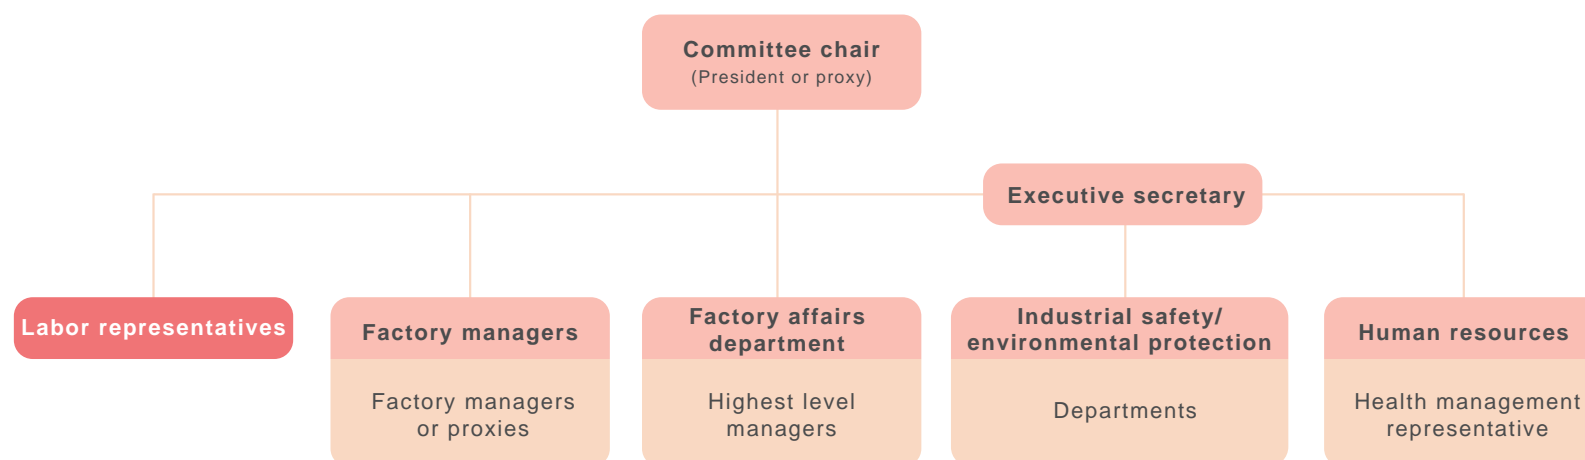 Committee chair
(President or proxy)
Executive secretary
Labor representatives
Factory managers
Factory managers
or proxies
Factory affairs
department
Highest level
managers
Industrial safety/
environmental protection
Departments
Human resources
Health management
representative